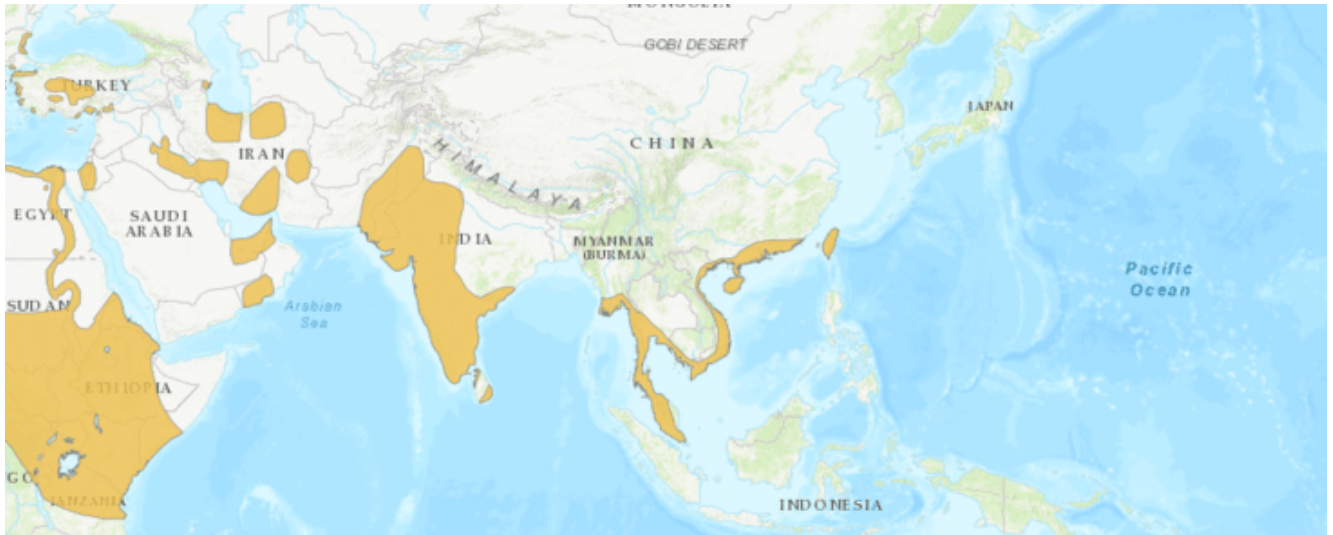 MONGOLIA
GOBI DESERT
TURKEY
JAPAN
CHINA
IRAN
HIMALAYA
EGYPT
SAUDI
ARABIA
INDIA
MYANMAR
(BURMA)
Pacific
Ocean
SUDAN
Arabian
Sea
ETHIOPIA
GO
TANZANIA
INDONESIA